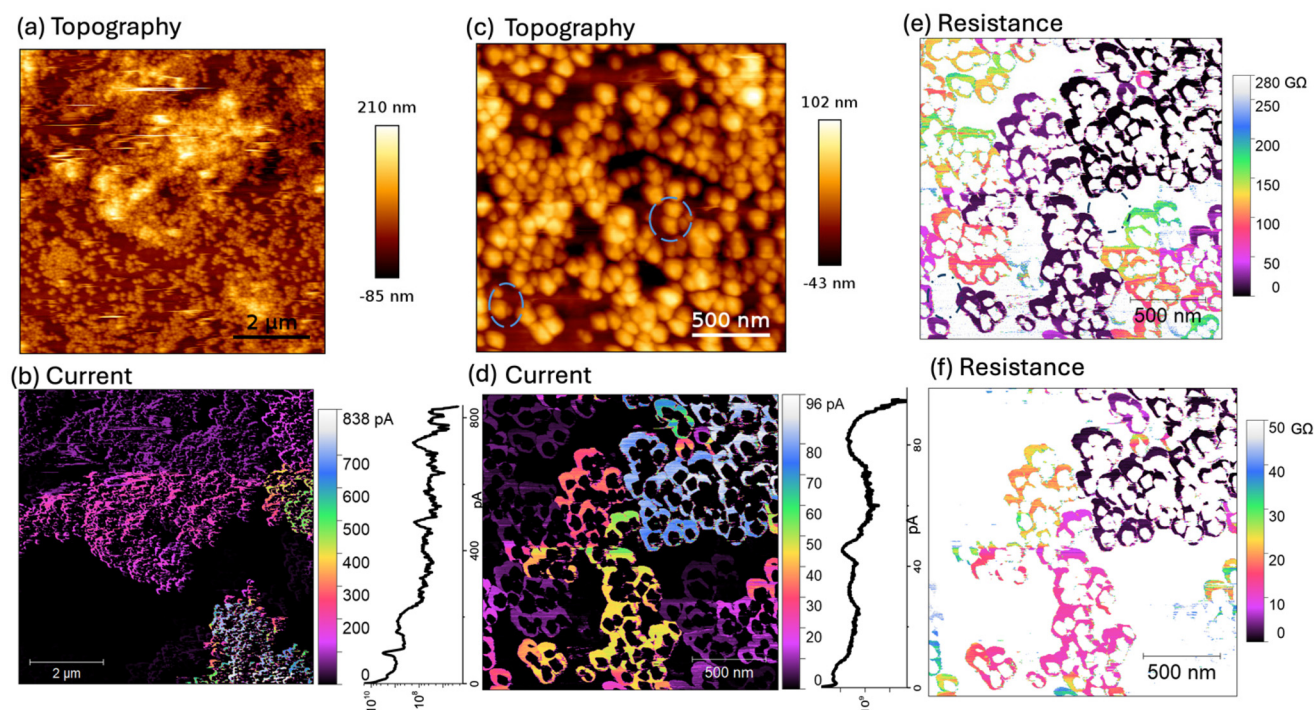 (a) Topography
210 nm
-85 nm
2 μm
(b) Current
838 pA
700
600
500
400
300
200
2 μm
800
pA
400
0
10¹⁰
10⁸
(c) Topography
102 nm
-43 nm
500 nm
(d) Current
96 pA
80
70
60
50
40
30
20
10
0
500 nm
80
pA
40
0
10⁹
(e) Resistance
280 GΩ
250
200
150
100
50
0
500 nm
(f) Resistance
50 GΩ
40
30
20
10
0
500 nm